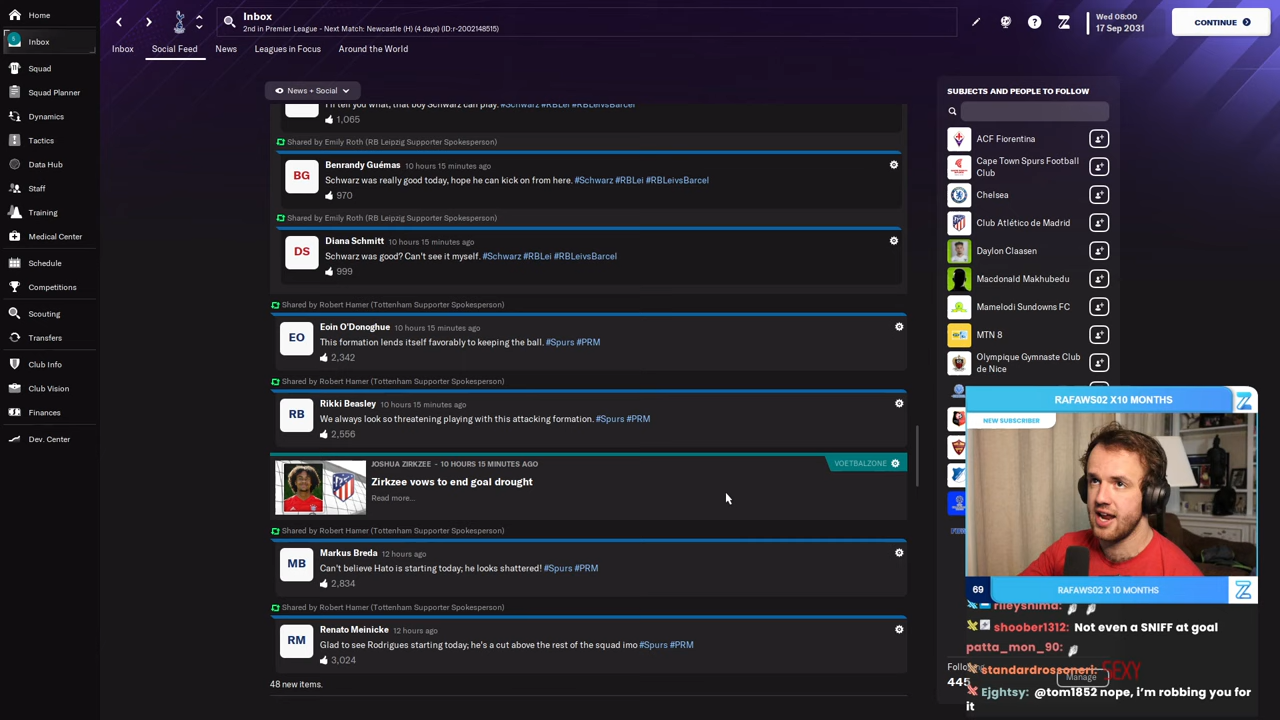 Home
Inbox
Squad
Squad Planner
Dynamics
Tactics
Data Hub
Staff
Training
Medical Center
Schedule
Competitions
Scouting
Transfers
Club Info
Club Vision
Finances
Dev. Center
Inbox
2nd in Premier League - Next Match: Newcastle (H) (4 days) (ID:r-2002148515)
Wed 08:00
17 Sep 2031
CONTINUE
Inbox
Social Feed
News
Leagues in Focus
Around the World
News + Social
I'll tell you what, that boy Schwarz can play. #Schwarz #RBLei #RBLeivsBarcel
1,065
Shared by Emily Roth (RB Leipzig Supporter Spokesperson)
BG
Benrandy Guémas 10 hours 15 minutes ago
Schwarz was really good today, hope he can kick on from here. #Schwarz #RBLei #RBLeivsBarcel
970
Shared by Emily Roth (RB Leipzig Supporter Spokesperson)
DS
Diana Schmitt 10 hours 15 minutes ago
Schwarz was good? Can't see it myself. #Schwarz #RBLei #RBLeivsBarcel
999
Shared by Robert Hamer (Tottenham Supporter Spokesperson)
EO
Eoin O'Donoghue 10 hours 15 minutes ago
This formation lends itself favorably to keeping the ball. #Spurs #PRM
2,342
Shared by Robert Hamer (Tottenham Supporter Spokesperson)
RB
Rikki Beasley 10 hours 15 minutes ago
We always look so threatening playing with this attacking formation. #Spurs #PRM
2,556
JOSHUA ZIRKZEE - 10 HOURS 15 MINUTES AGO
VOETBALZONE
Zirkzee vows to end goal drought
Read more...
Shared by Robert Hamer (Tottenham Supporter Spokesperson)
MB
Markus Breda 12 hours ago
Can't believe Hato is starting today; he looks shattered! #Spurs #PRM
2,834
Shared by Robert Hamer (Tottenham Supporter Spokesperson)
RM
Renato Meinicke 12 hours ago
Glad to see Rodrigues starting today; he's a cut above the rest of the squad imo #Spurs #PRM
3,024
48 new items.
SUBJECTS AND PEOPLE TO FOLLOW
ACF Fiorentina
Cape Town Spurs Football
Club
Chelsea
Club Atlético de Madrid
Daylon Claasen
Macdonald Makhubedu
Mamelodi Sundowns FC
MTN 8
Olympique Gymnaste Club
de Nice
RAFAWS02 X10 MONTHS
NEW SUBSCRIBER
69
RAFAWS02 X 10 MONTHS
rileyshima:
shoober1312: Not even a SNIFF at goal
patta_mon_90:
standardrossoneri: SEXY
Manage
445
Ejghtsy: @tom1852 nope, i'm robbing you for
it